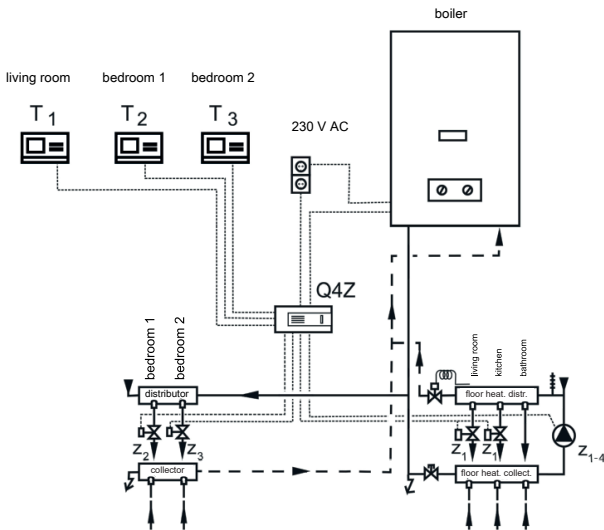 boiler
living room
bedroom 1
bedroom 2
T1
T2
T3
230 V AC
Q4Z
bedroom 1
bedroom 2
living room
kitchen
bathroom
distributor
floor heat. distr.
Z2
Z3
Z1
Z1
Z1-4
collector
floor heat. collect.